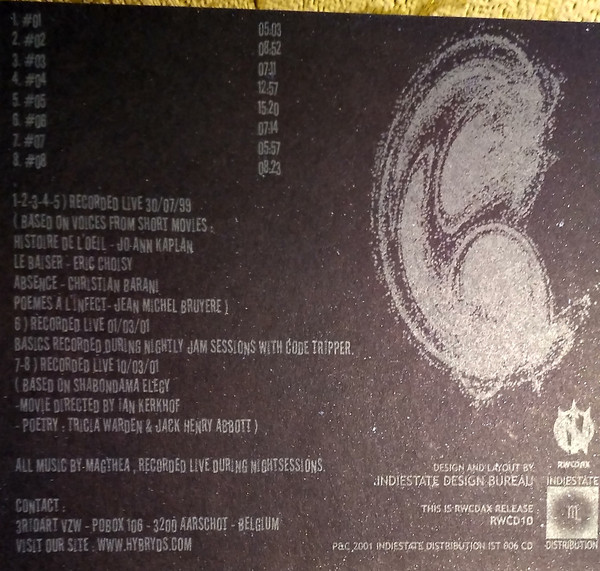 1. #01 05:03
2. #02 08:52
3. #03 07:11
4. #04 12:57
5. #05 15:20
6. #06 07:14
7. #07 05:57
8. #08 08:23
1-2-3-4-5 ) RECORDED LIVE 30/07/99
( BASED ON VOICES FROM SHORT MOVIES :
HISTOIRE DE L'OEIL - JO-ANN KAPLAN
LE BAISER - ERIC CHOISY
ABSENCE - CHRISTIAN BARANI
POEMES A L'INFECT- JEAN MICHEL BRUYERE )
6 ) RECORDED LIVE 01/03/01
BASICS RECORDED DURING NIGHTLY JAM SESSIONS WITH CODE TRIPPER.
7-8 ) RECORDED LIVE 10/03/01
( BASED ON SHABONDAMA ELEGY
-MOVIE DIRECTED BY IAN KERKHOF
- POETRY : TRICIA WARDEN & JACK HENRY ABBOTT )
ALL MUSIC BY-MAGTHEA , RECORDED LIVE DURING NIGHTSESSIONS.
CONTACT :
3RIOART VZW - POBOX 106 - 3200 AARSCHOT - BELGIUM
VISIT OUR SITE : WWW.HYBRYDS.COM
DESIGN AND LAYOUT BY
INDIESTATE DESIGN BUREAU
THIS IS RWCDAX RELEASE
RWCD10
P&C 2001 INDIESTATE DISTRIBUTION IST 006 CD
RWCDAX
INDIESTATE
m
DISTRIBUTION